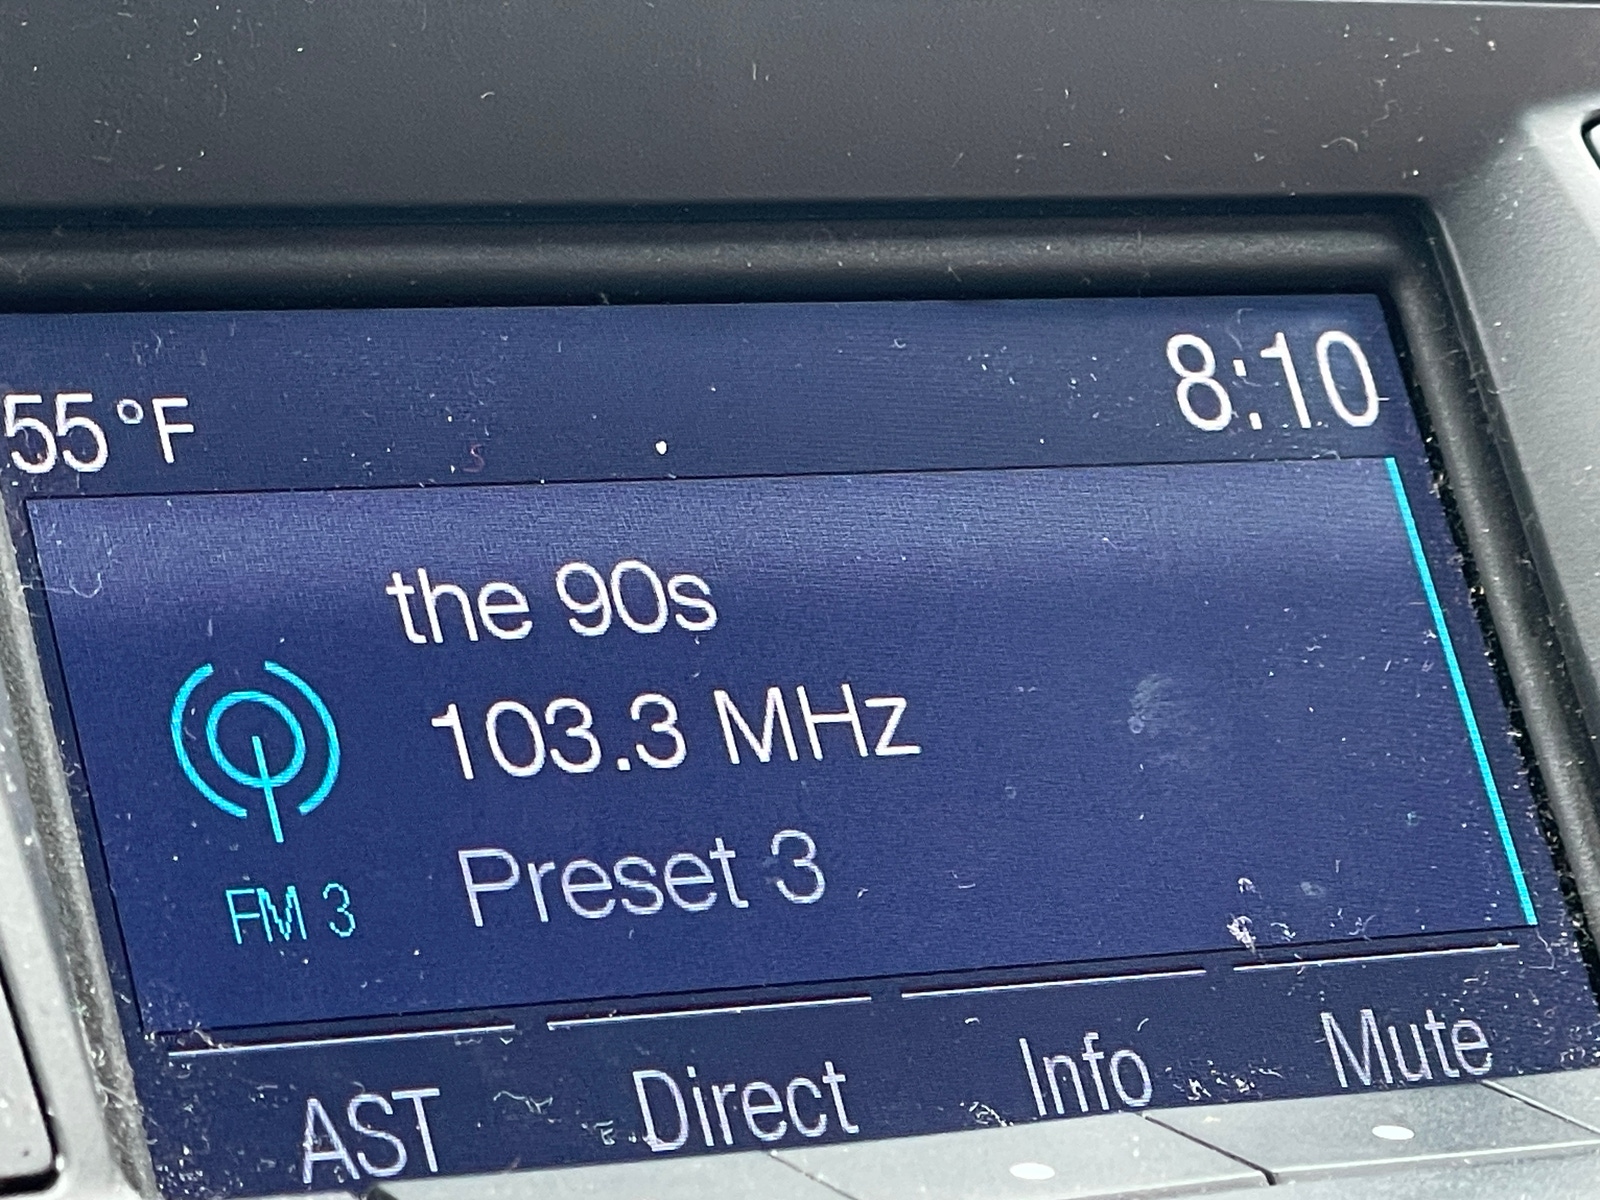 55°F
8:10
the 90s
103.3 MHz
Preset 3
FM 3
AST
Direct
Info
Mute